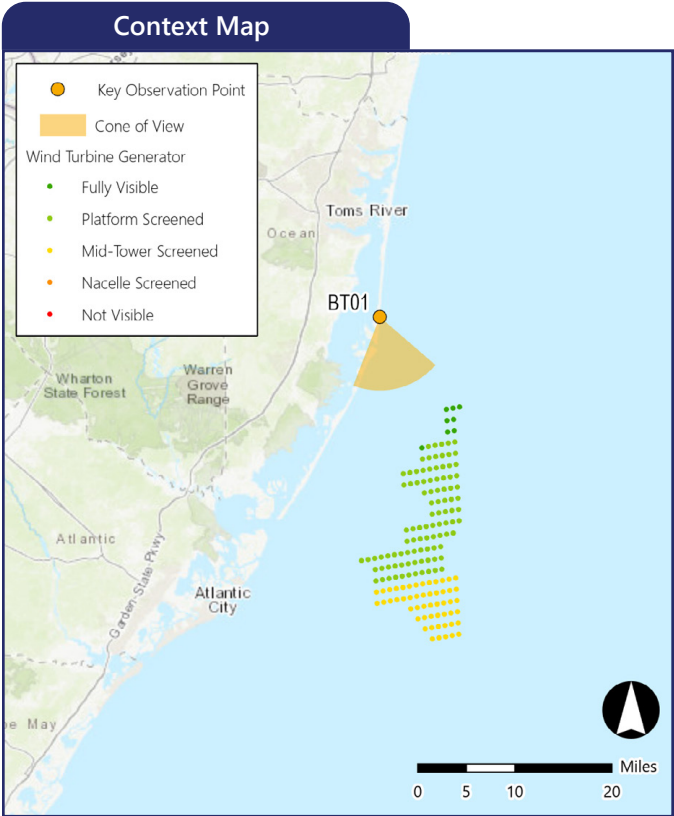 Context Map
Key Observation Point
Cone of View
Wind Turbine Generator
Fully Visible
Platform Screened
Mid-Tower Screened
Nacelle Screened
Not Visible
Toms River
Ocean
BT01
Wharton
State Forest
Warren
Grove
Range
Atlantic
Garden State Pkwy
Atlantic
City
e May
Miles
0 5 10 20